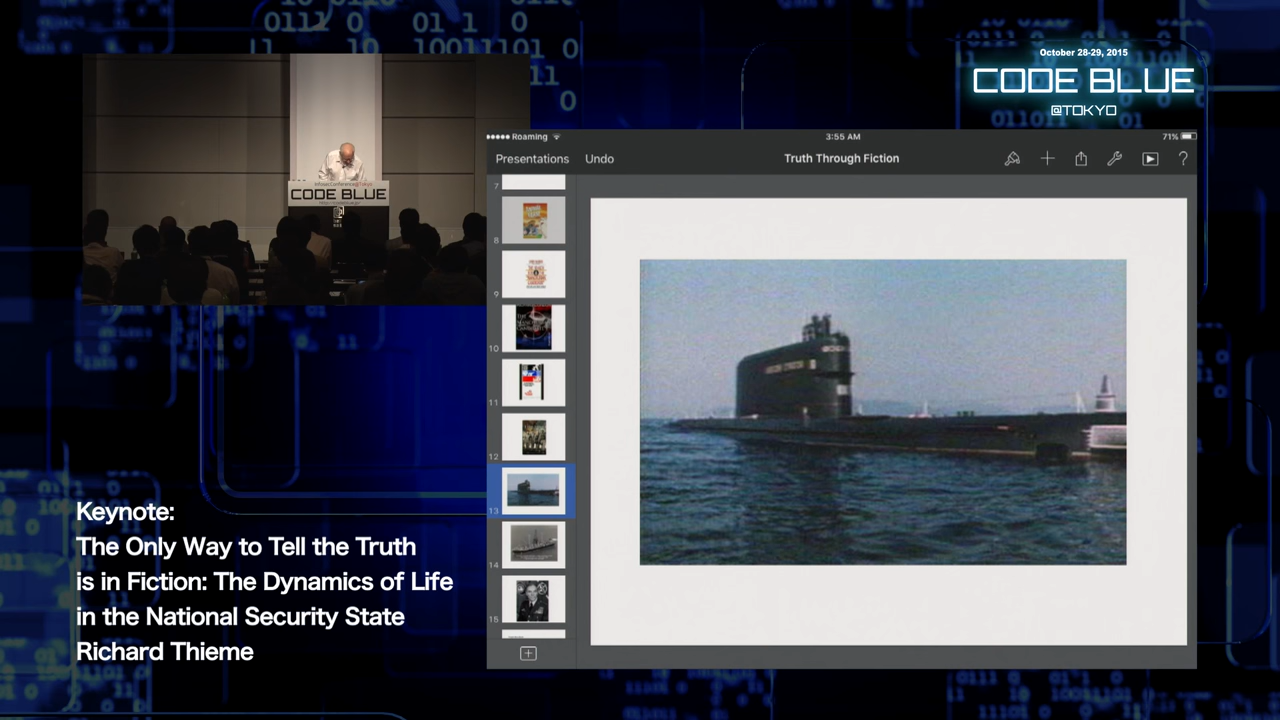 October 28-29, 2015
CODE BLUE
@TOKYO
Roaming
3:55 AM
71%
Presentations
Undo
Truth Through Fiction
?
7
8
9
10
11
12
13
14
15
CODE BLUE
Keynote:
The Only Way to Tell the Truth
is in Fiction: The Dynamics of Life
in the National Security State
Richard Thieme